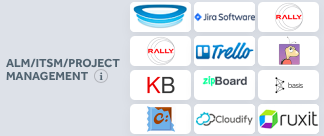 ALM/ITSM/PROJECT
MANAGEMENT
Jira Software
RALLY
RALLY
Trello
KB
zipBoard
basis
Cloudify
ruxit